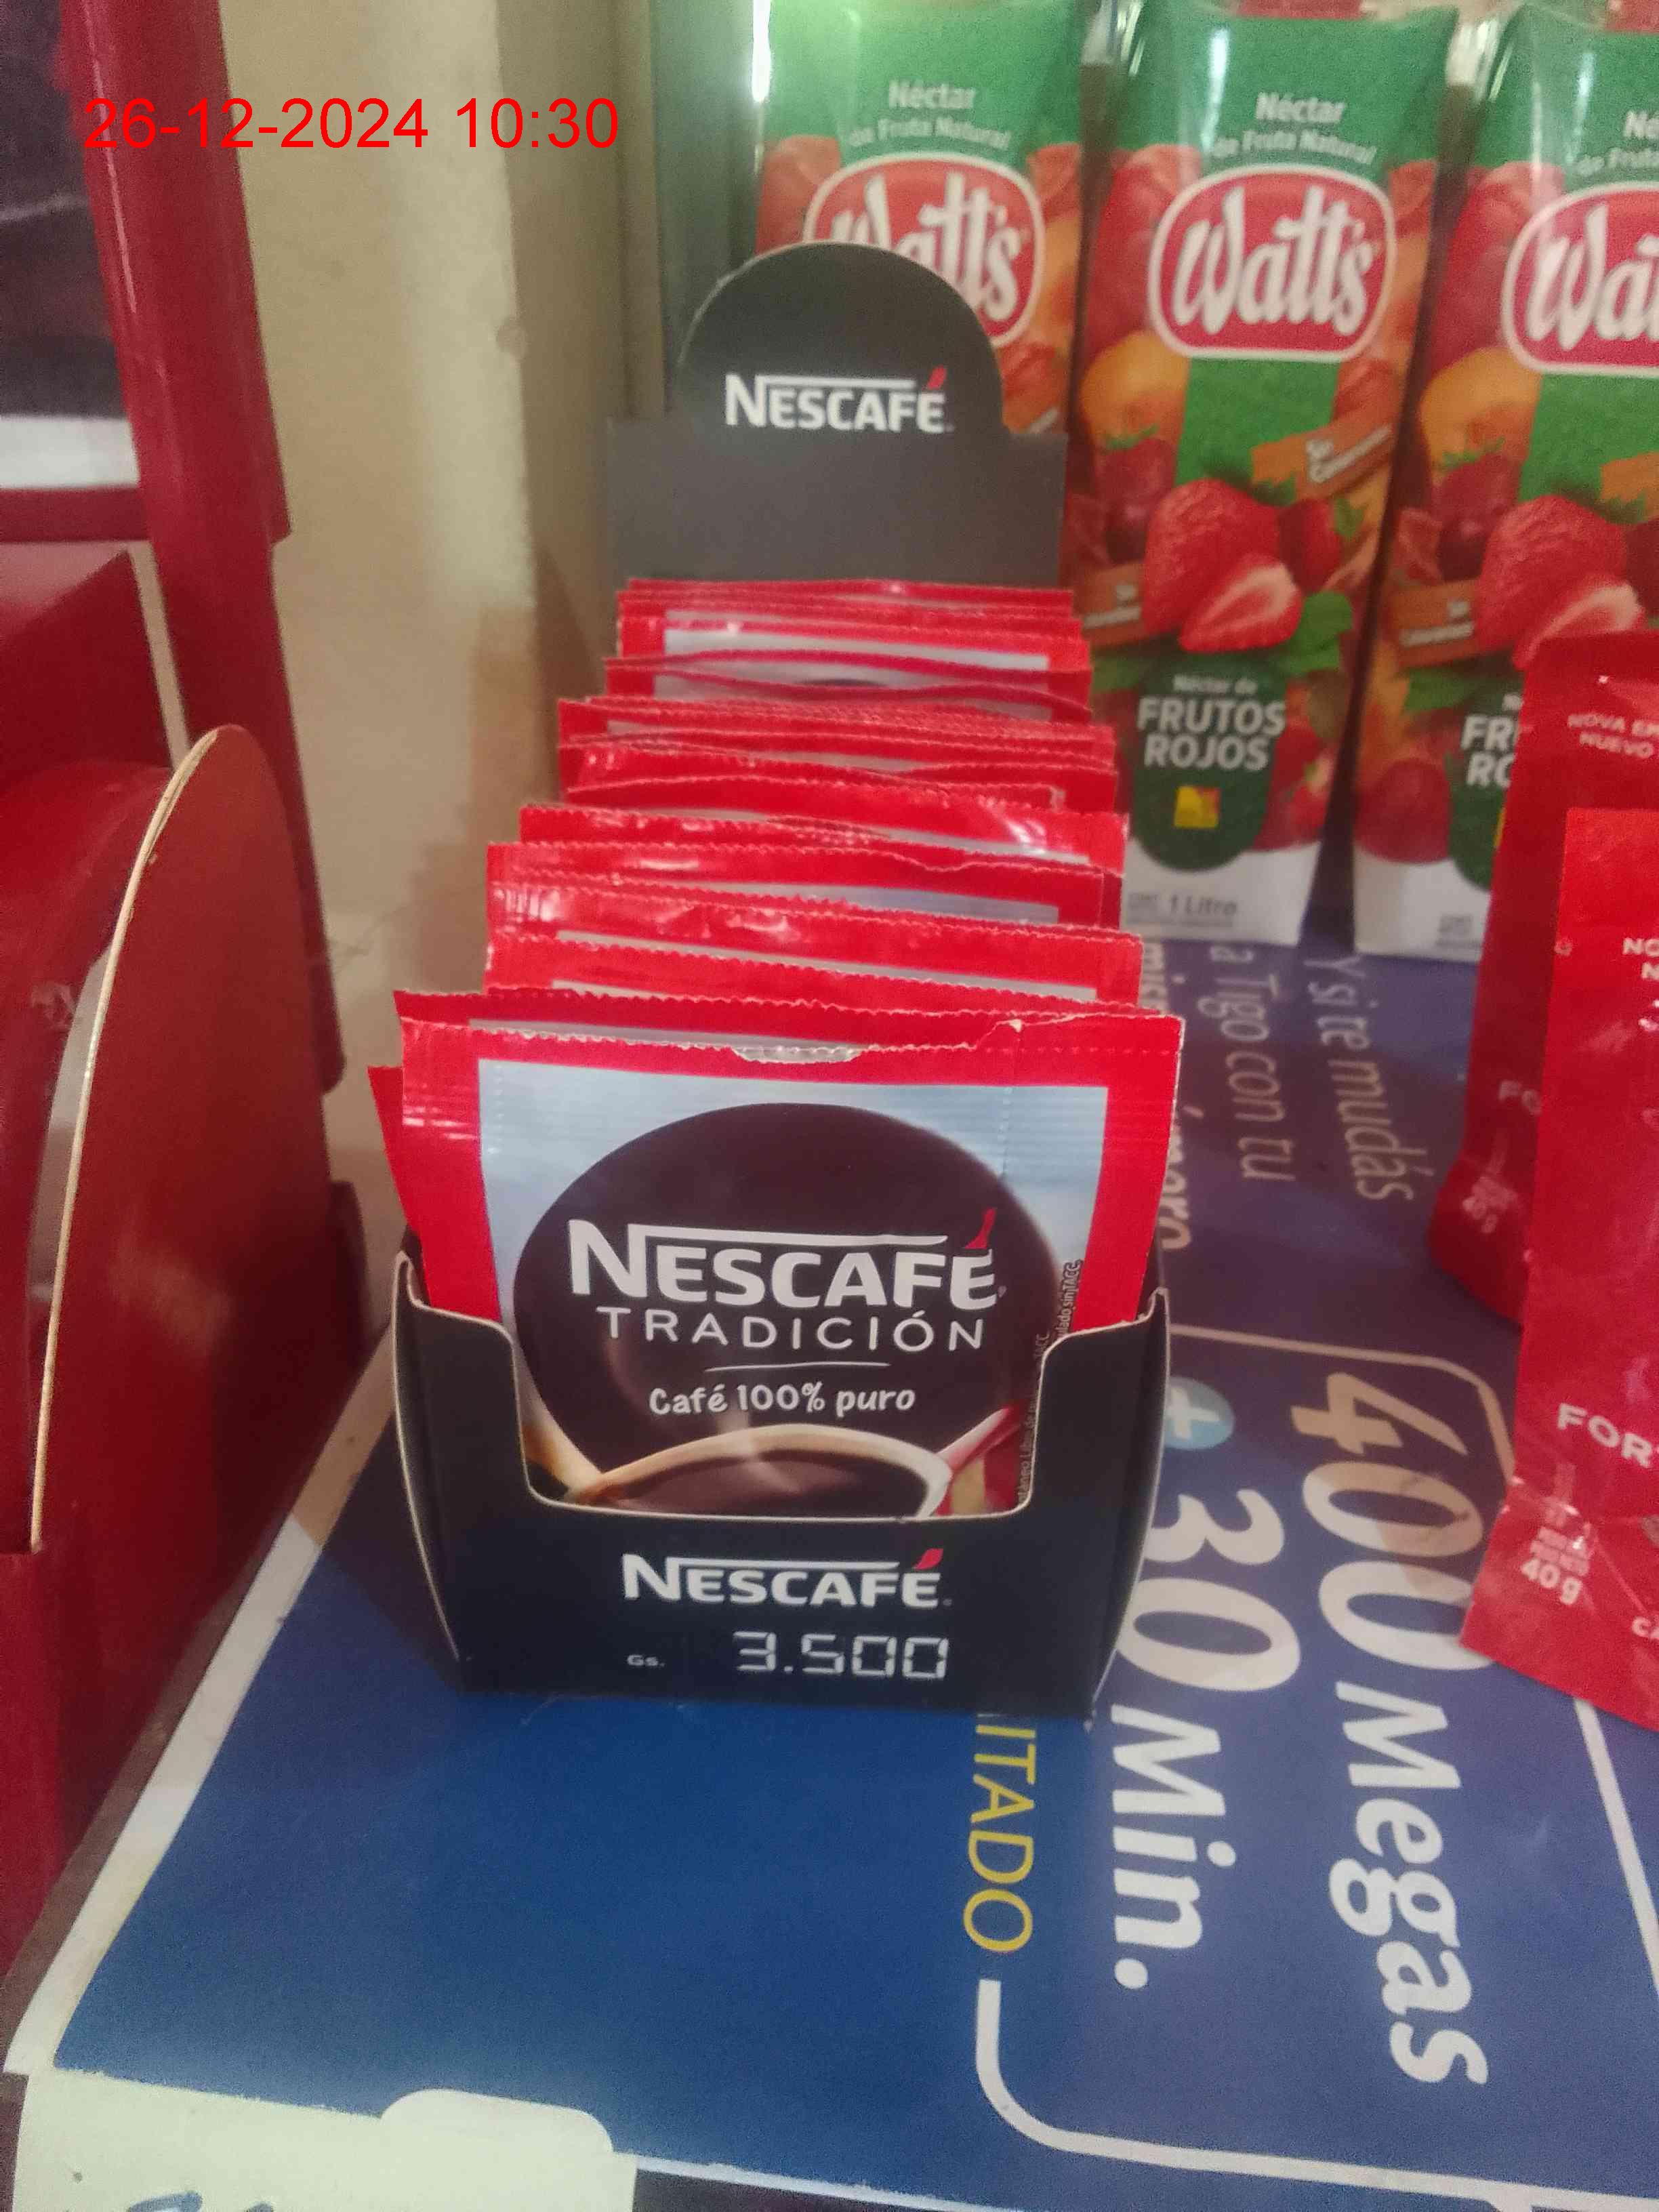 26-12-2024 10:30
Néctar
de Fruta Natural
Watt's
Néctar
de Fruta Natural
Watt's
NESCAFÉ
Néctar de
FRUTOS
ROJOS
1 Litro
NUEVO
NESCAFÉ
TRADICIÓN
Café 100% puro
NESCAFÉ
Gs. 3.500
Y si te mudás
a Tigo con tu
400 Megas
+ 30 Min.
ITADO
40 g
40 g